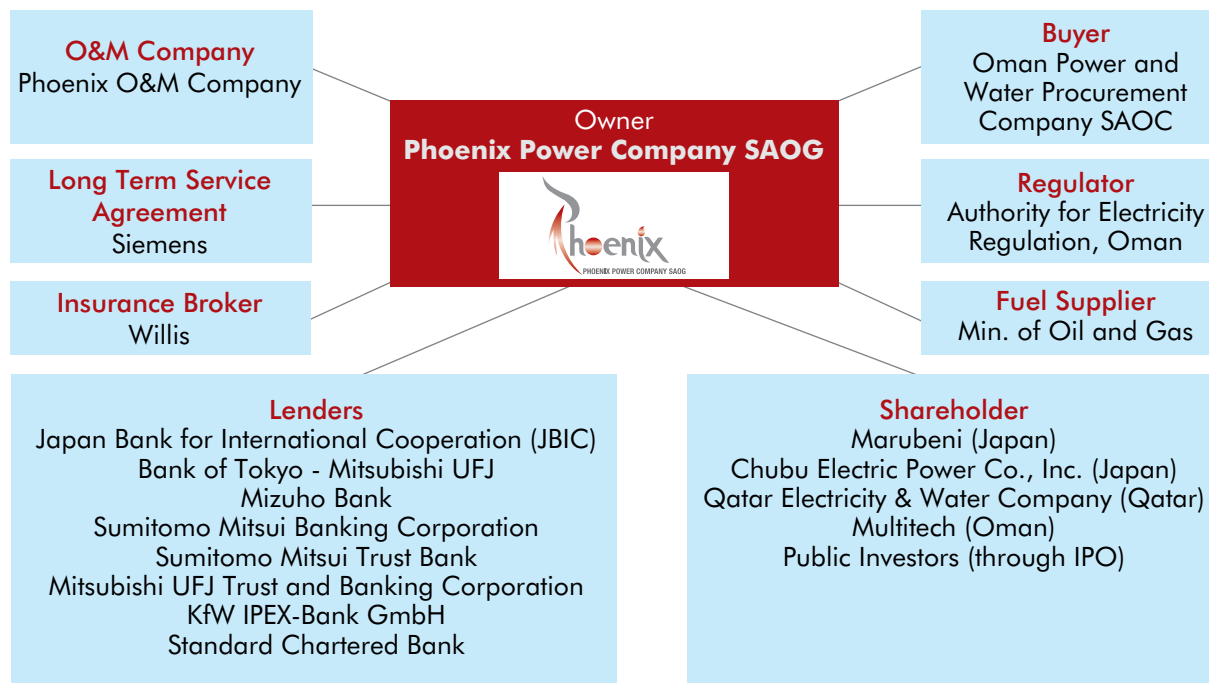 O&M Company
Phoenix O&M Company
Long Term Service
Agreement
Siemens
Insurance Broker
Willis
Owner
Phoenix Power Company SAOG
Phoenix
PHOENIX POWER COMPANY SAOG
Buyer
Oman Power and
Water Procurement
Company SAOC
Regulator
Authority for Electricity
Regulation, Oman
Fuel Supplier
Min. of Oil and Gas
Lenders
Japan Bank for International Cooperation (JBIC)
Bank of Tokyo - Mitsubishi UFJ
Mizuho Bank
Sumitomo Mitsui Banking Corporation
Sumitomo Mitsui Trust Bank
Mitsubishi UFJ Trust and Banking Corporation
KfW IPEX-Bank GmbH
Standard Chartered Bank
Shareholder
Marubeni (Japan)
Chubu Electric Power Co., Inc. (Japan)
Qatar Electricity & Water Company (Qatar)
Multitech (Oman)
Public Investors (through IPO)